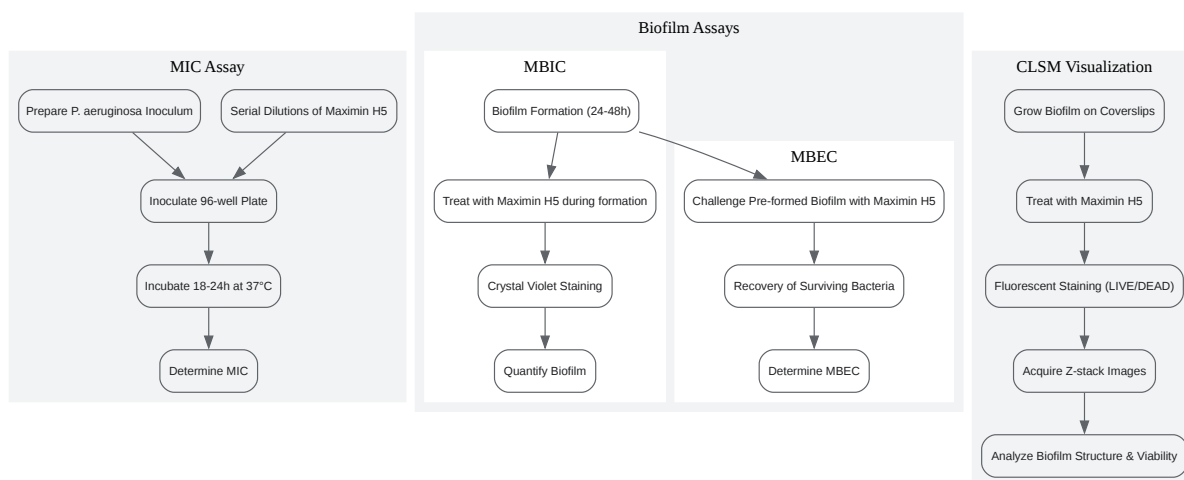 MIC Assay
Prepare P. aeruginosa Inoculum
Serial Dilutions of Maximin H5
Inoculate 96-well Plate
Incubate 18-24h at 37°C
Determine MIC
Biofilm Assays
MBIC
Biofilm Formation (24-48h)
Treat with Maximin H5 during formation
Crystal Violet Staining
Quantify Biofilm
MBEC
Challenge Pre-formed Biofilm with Maximin H5
Recovery of Surviving Bacteria
Determine MBEC
CLSM Visualization
Grow Biofilm on Coverslips
Treat with Maximin H5
Fluorescent Staining (LIVE/DEAD)
Acquire Z-stack Images
Analyze Biofilm Structure & Viability